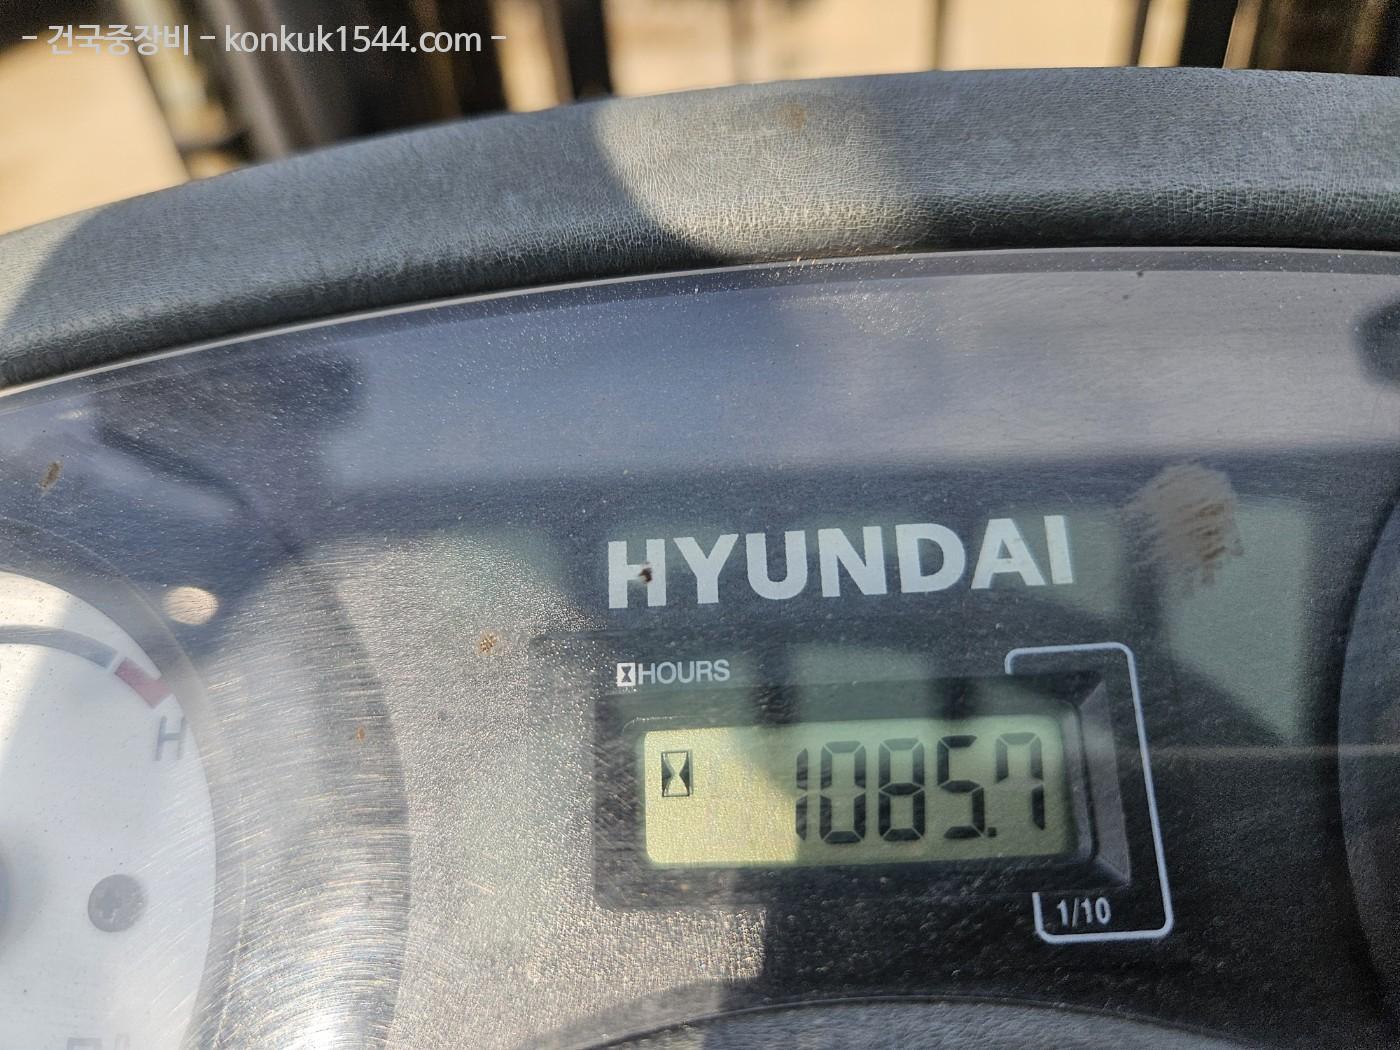 - 건국중장비 - konkuk1544.com -
HYUNDAI
HOURS
1085.7
1/10
H